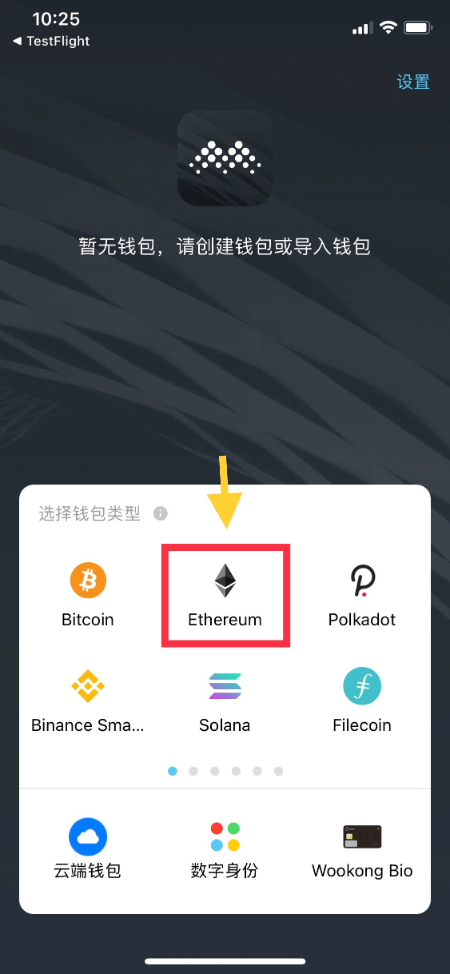 10:25
◀ TestFlight
设置
暂无钱包，请创建钱包或导入钱包
选择钱包类型
Bitcoin
Ethereum
Polkadot
Binance Sma...
Solana
Filecoin
云端钱包
数字身份
Wookong Bio